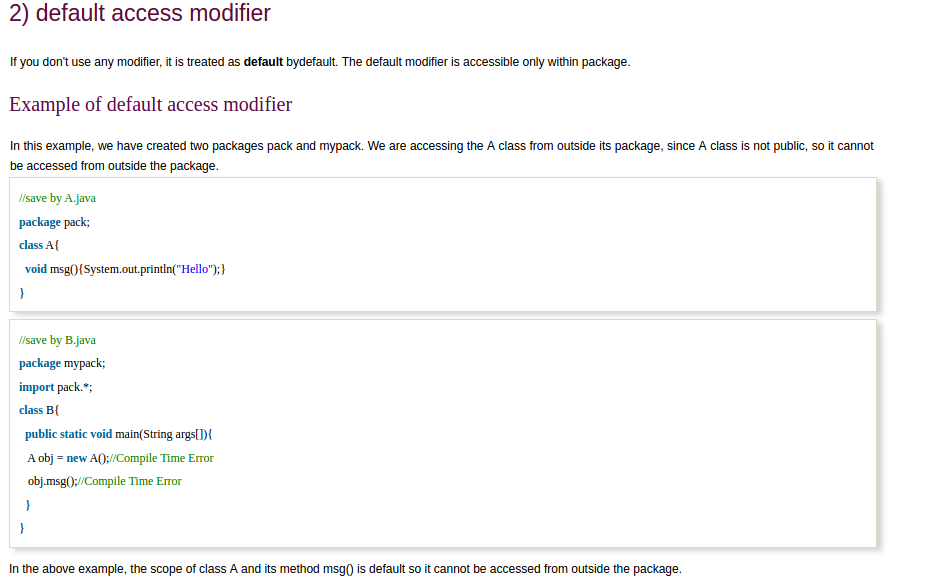 2) default access modifier
If you don't use any modifier, it is treated as default bydefault. The default modifier is accessible only within package.
Example of default access modifier
In this example, we have created two packages pack and mypack. We are accessing the A class from outside its package, since A class is not public, so it cannot
be accessed from outside the package.
//save by A.java
package pack;
class A{
  void msg(){System.out.println("Hello");}
}
//save by B.java
package mypack;
import pack.*;
class B{
  public static void main(String args[]){
   A obj = new A();//Compile Time Error
   obj.msg();//Compile Time Error
  }
}
In the above example, the scope of class A and its method msg() is default so it cannot be accessed from outside the package.